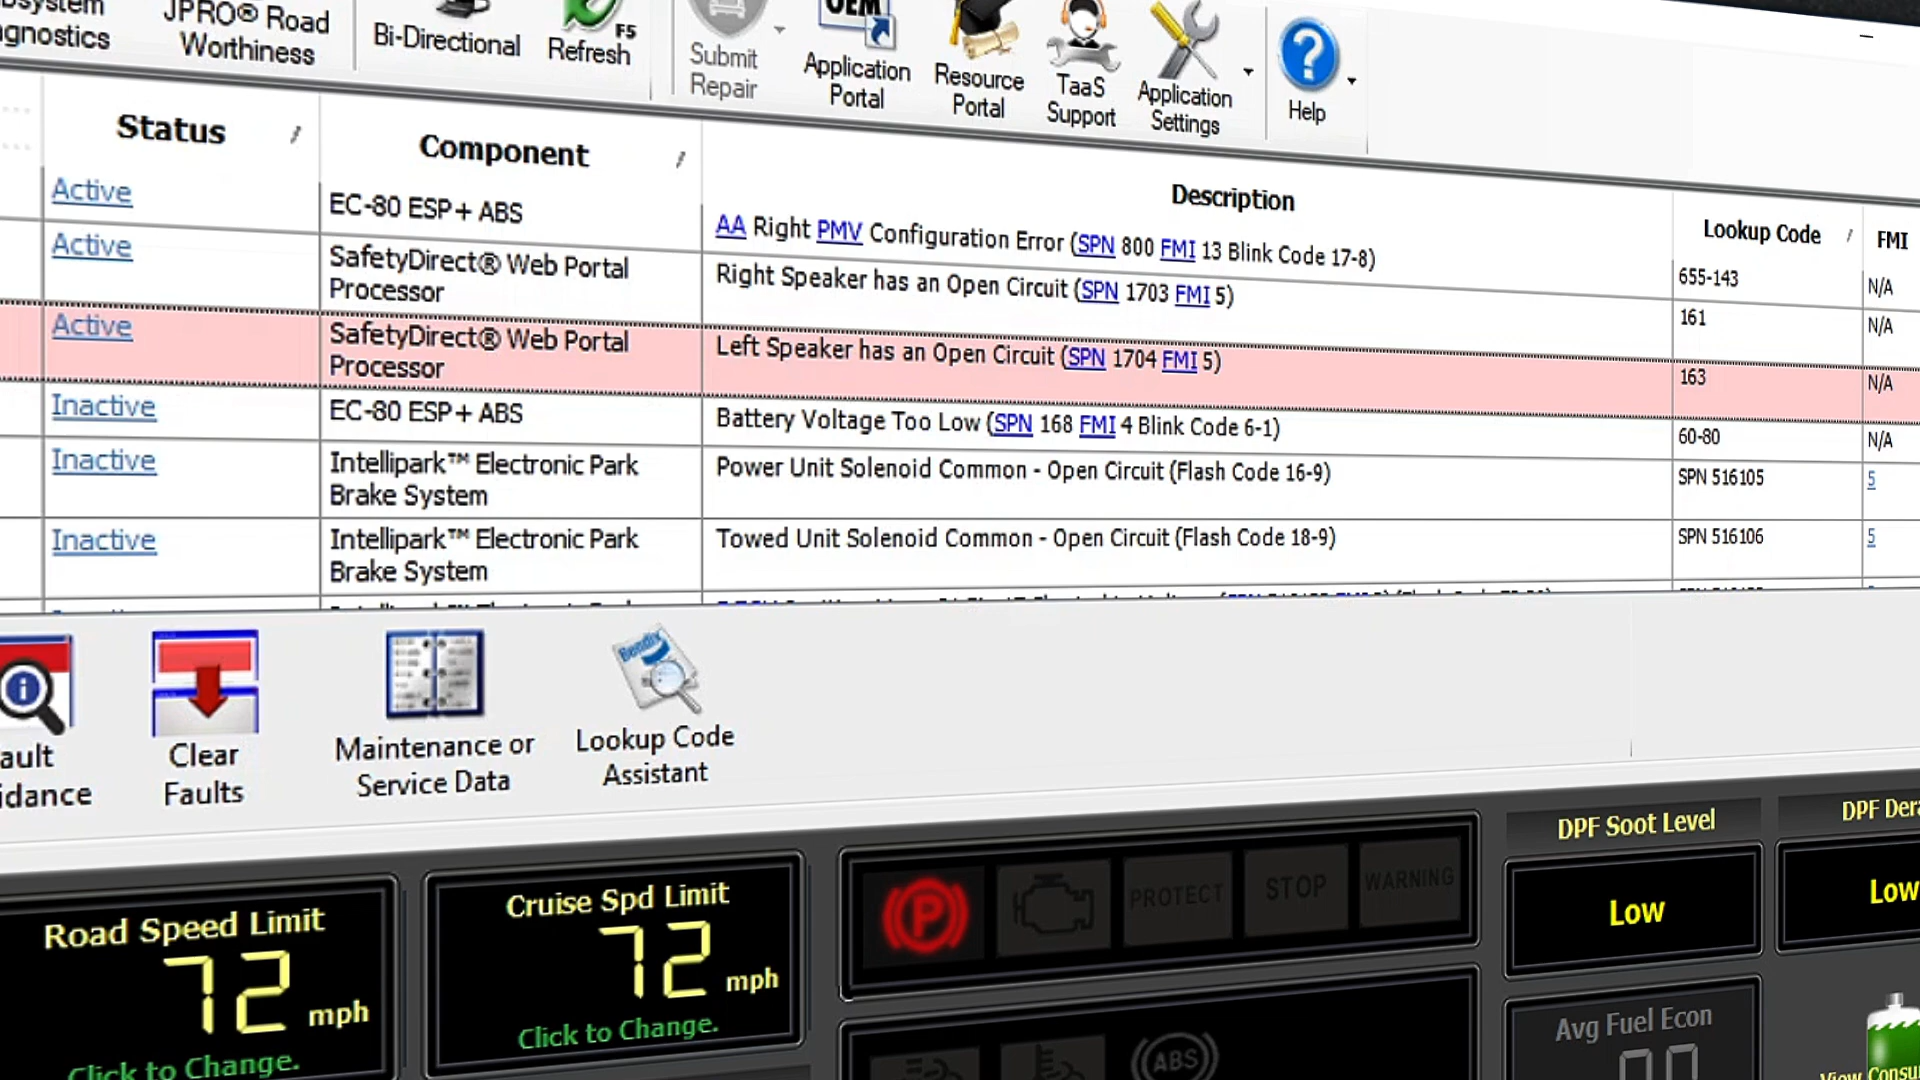 JPRO® Road
Worthiness
Bi-Directional
F5
Refresh
Submit
Repair
OEM
Application
Portal
Resource
Portal
TaaS
Support
Application
Settings
?
Help
Status
Component
Description
Lookup Code
FMI
Active
EC-80 ESP+ ABS
AA Right PMV Configuration Error (SPN 800 FMI 13 Blink Code 17-8)
655-143
N/A
Active
SafetyDirect® Web Portal
Processor
Right Speaker has an Open Circuit (SPN 1703 FMI 5)
161
N/A
Active
SafetyDirect® Web Portal
Processor
Left Speaker has an Open Circuit (SPN 1704 FMI 5)
163
N/A
Inactive
EC-80 ESP+ ABS
Battery Voltage Too Low (SPN 168 FMI 4 Blink Code 6-1)
60-80
N/A
Inactive
Intellipark™ Electronic Park
Brake System
Power Unit Solenoid Common - Open Circuit (Flash Code 16-9)
SPN 516105
5
Inactive
Intellipark™ Electronic Park
Brake System
Towed Unit Solenoid Common - Open Circuit (Flash Code 18-9)
SPN 516106
5
Clear
Faults
Maintenance or
Service Data
Bendix
Lookup Code
Assistant
Road Speed Limit
72 mph
Click to Change.
Cruise Spd Limit
72 mph
Click to Change.
P
PROTECT
STOP
WARNING
ABS
DPF Soot Level
Low
DPF
Low
Avg Fuel Econ
View